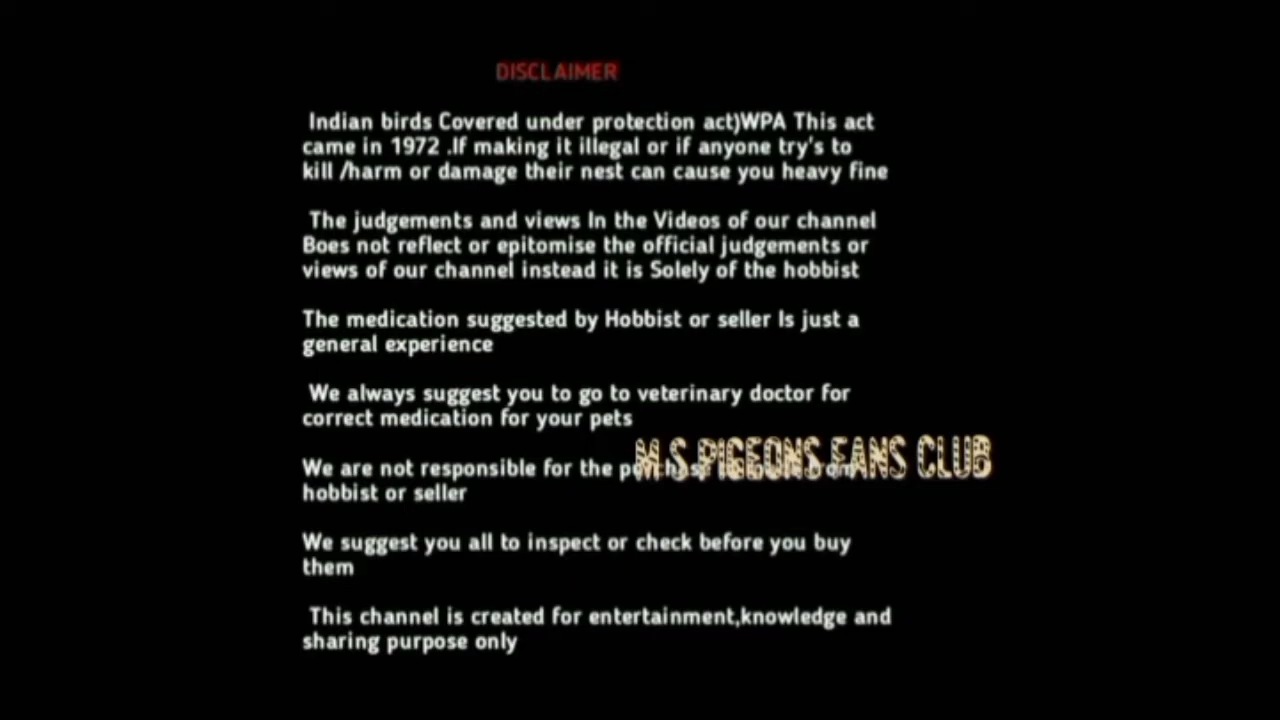 DISCLAIMER
Indian birds Covered under protection act)WPA This act
came in 1972 .If making it illegal or if anyone try's to
kill /harm or damage their nest can cause you heavy fine
The judgements and views In the Videos of our channel
Boes not reflect or epitomise the official judgements or
views of our channel instead it is Solely of the hobbist
The medication suggested by Hobbist or seller Is just a
general experience
We always suggest you to go to veterinary doctor for
correct medication for your pets
We are not responsible for the
M.S.PIGEONS FANS CLUB
hobbist or seller
We suggest you all to inspect or check before you buy
them
This channel is created for entertainment,knowledge and
sharing purpose only